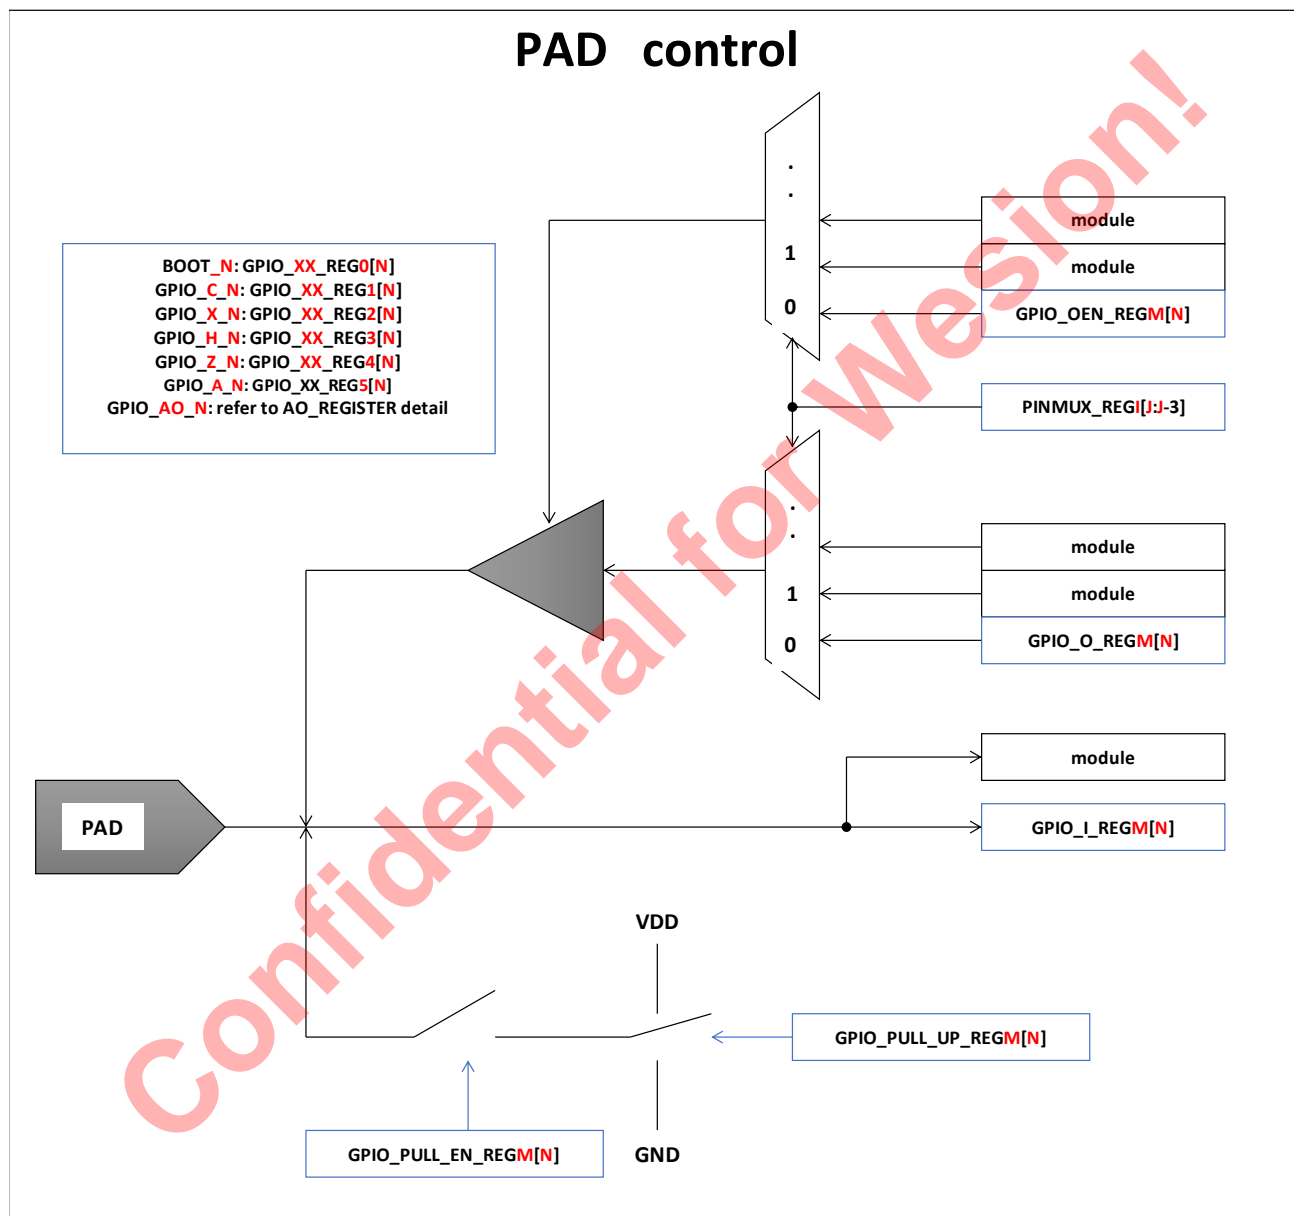 PAD control
.
.
1
0
module
module
GPIO_OEN_REGM[N]
BOOT_N: GPIO_XX_REG0[N]
GPIO_C_N: GPIO_XX_REG1[N]
GPIO_X_N: GPIO_XX_REG2[N]
GPIO_H_N: GPIO_XX_REG3[N]
GPIO_Z_N: GPIO_XX_REG4[N]
GPIO_A_N: GPIO_XX_REG5[N]
GPIO_AO_N: refer to AO_REGISTER detail
PINMUX_REGI[J:J-3]
.
.
1
0
module
module
GPIO_O_REGM[N]
module
PAD
GPIO_I_REGM[N]
VDD
GPIO_PULL_UP_REGM[N]
GPIO_PULL_EN_REGM[N]
GND
Confidential for Wesion!